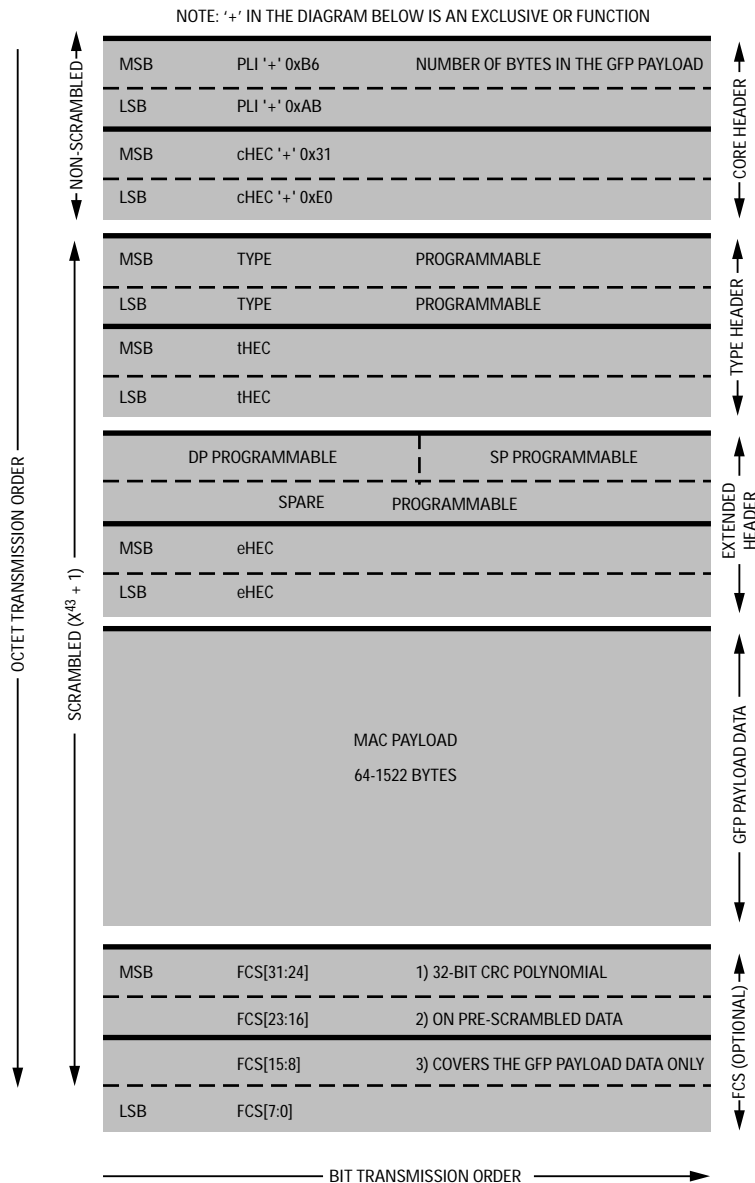 NOTE: '+' IN THE DIAGRAM BELOW IS AN EXCLUSIVE OR FUNCTION
MSB PLI '+' 0xB6 NUMBER OF BYTES IN THE GFP PAYLOAD
LSB PLI '+' 0xAB
MSB cHEC '+' 0x31
LSB cHEC '+' 0xE0
NON-SCRAMBLED
CORE HEADER
MSB TYPE PROGRAMMABLE
LSB TYPE PROGRAMMABLE
MSB tHEC
LSB tHEC
TYPE HEADER
DP PROGRAMMABLE SP PROGRAMMABLE
SPARE PROGRAMMABLE
MSB eHEC
LSB eHEC
EXTENDED
HEADER
OCTET TRANSMISSION ORDER
SCRAMBLED (X43 + 1)
MAC PAYLOAD
64-1522 BYTES
GFP PAYLOAD DATA
MSB FCS[31:24] 1) 32-BIT CRC POLYNOMIAL
FCS[23:16] 2) ON PRE-SCRAMBLED DATA
FCS[15:8] 3) COVERS THE GFP PAYLOAD DATA ONLY
LSB FCS[7:0]
FCS (OPTIONAL)
BIT TRANSMISSION ORDER